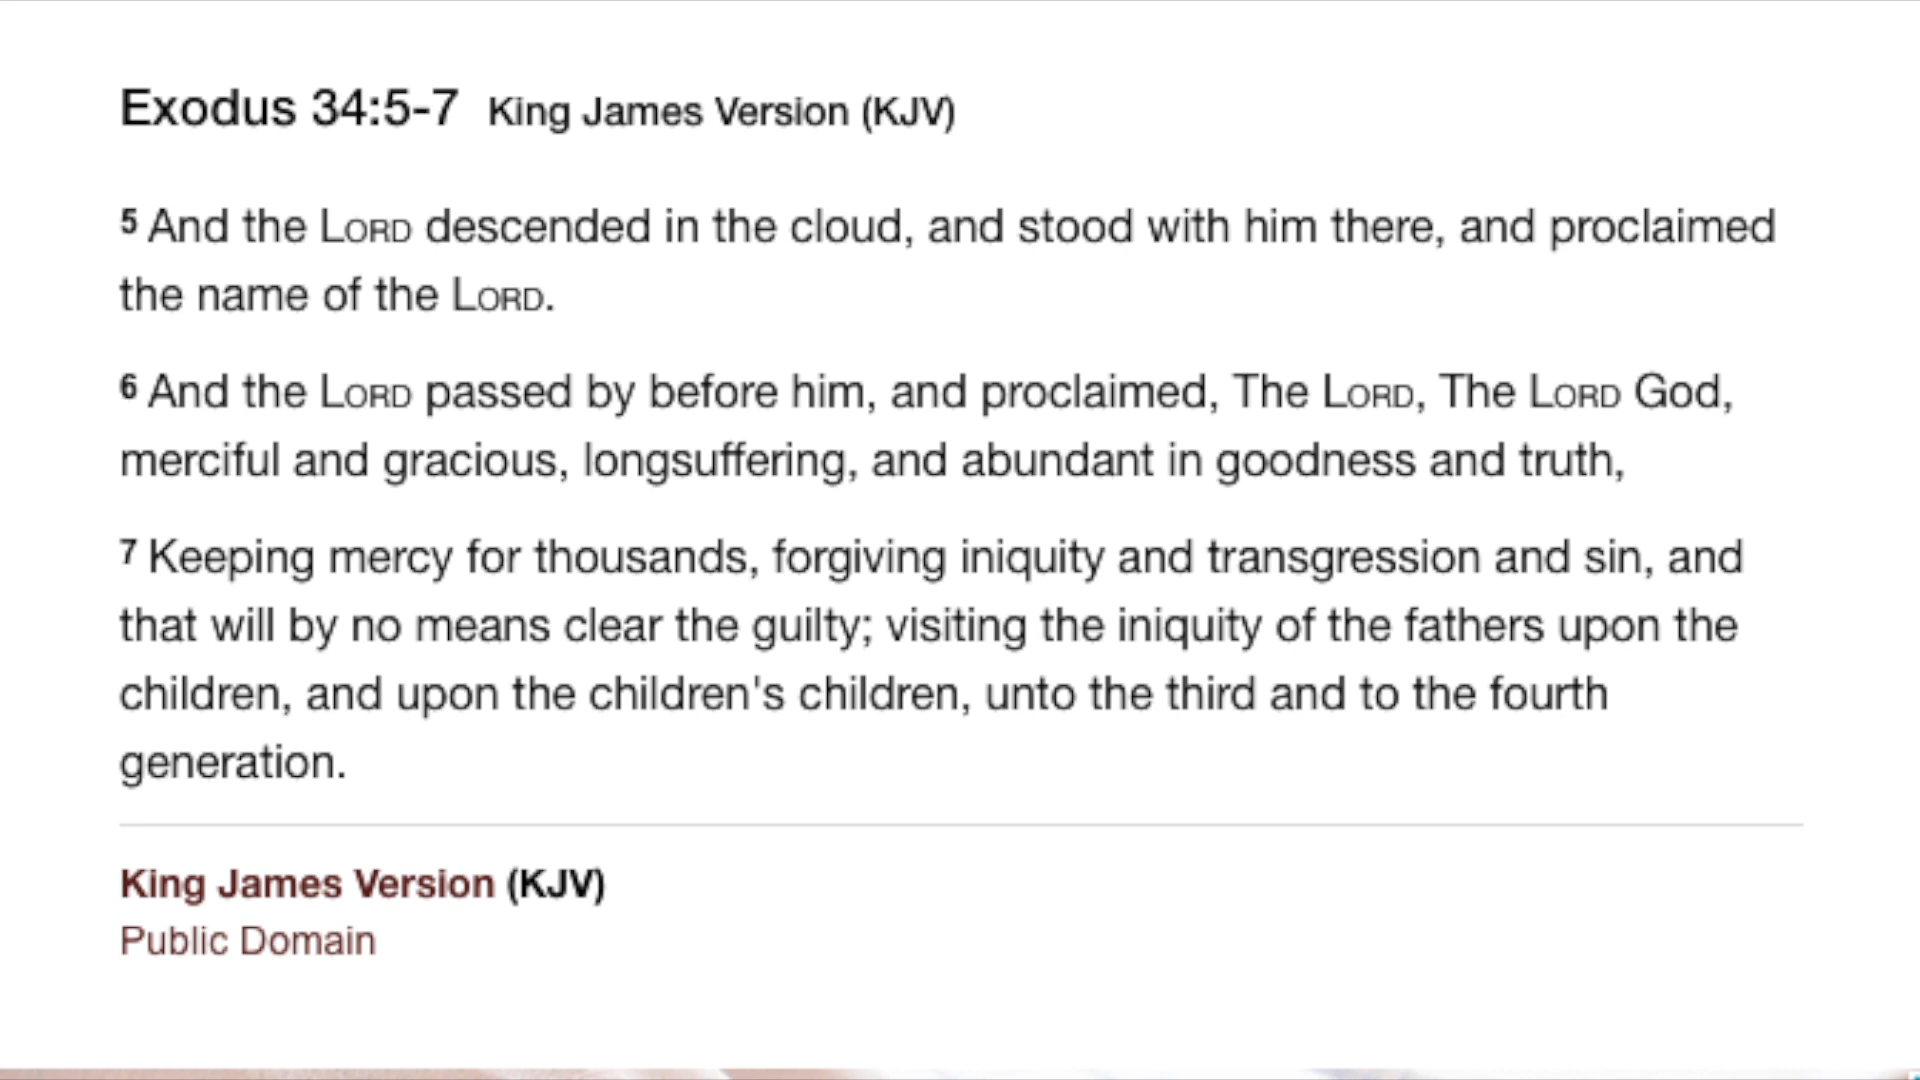 Exodus 34:5-7 King James Version (KJV)
5 And the LORD descended in the cloud, and stood with him there, and proclaimed
the name of the LORD.
6 And the LORD passed by before him, and proclaimed, The LORD, The LORD God,
merciful and gracious, longsuffering, and abundant in goodness and truth,
7 Keeping mercy for thousands, forgiving iniquity and transgression and sin, and
that will by no means clear the guilty; visiting the iniquity of the fathers upon the
children, and upon the children's children, unto the third and to the fourth
generation.
King James Version (KJV)
Public Domain